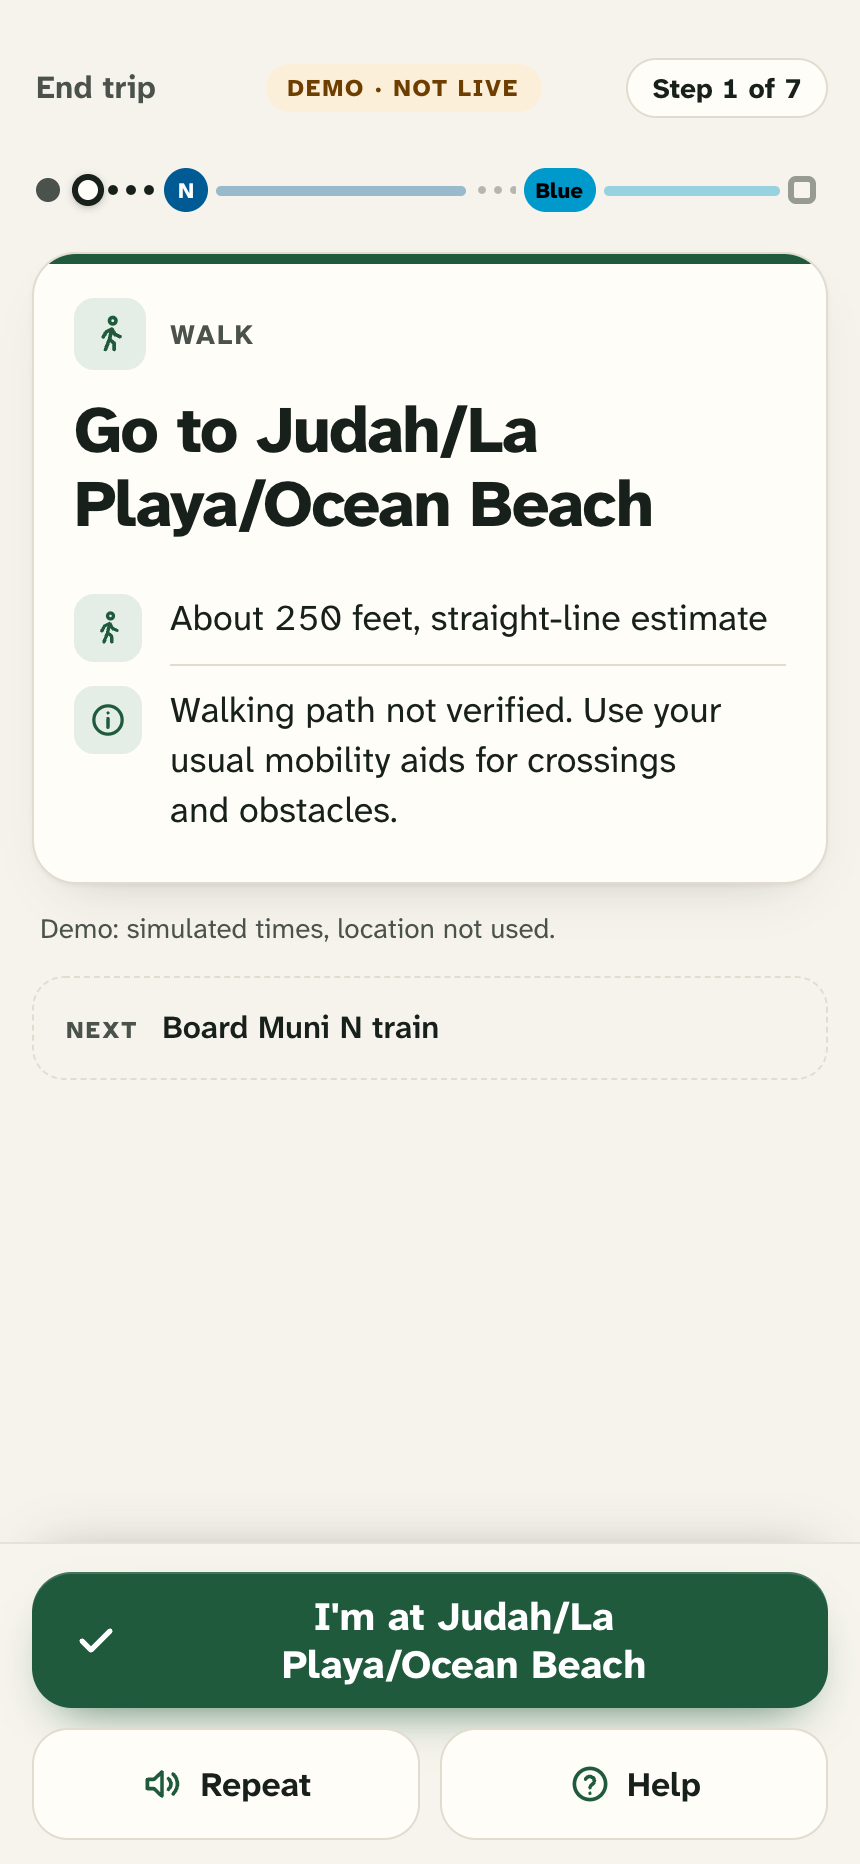 End trip
DEMO · NOT LIVE
Step 1 of 7
N
Blue
WALK
Go to Judah/La
Playa/Ocean Beach
About 250 feet, straight-line estimate
Walking path not verified. Use your
usual mobility aids for crossings
and obstacles.
Demo: simulated times, location not used.
NEXT Board Muni N train
I'm at Judah/La
Playa/Ocean Beach
Repeat
Help